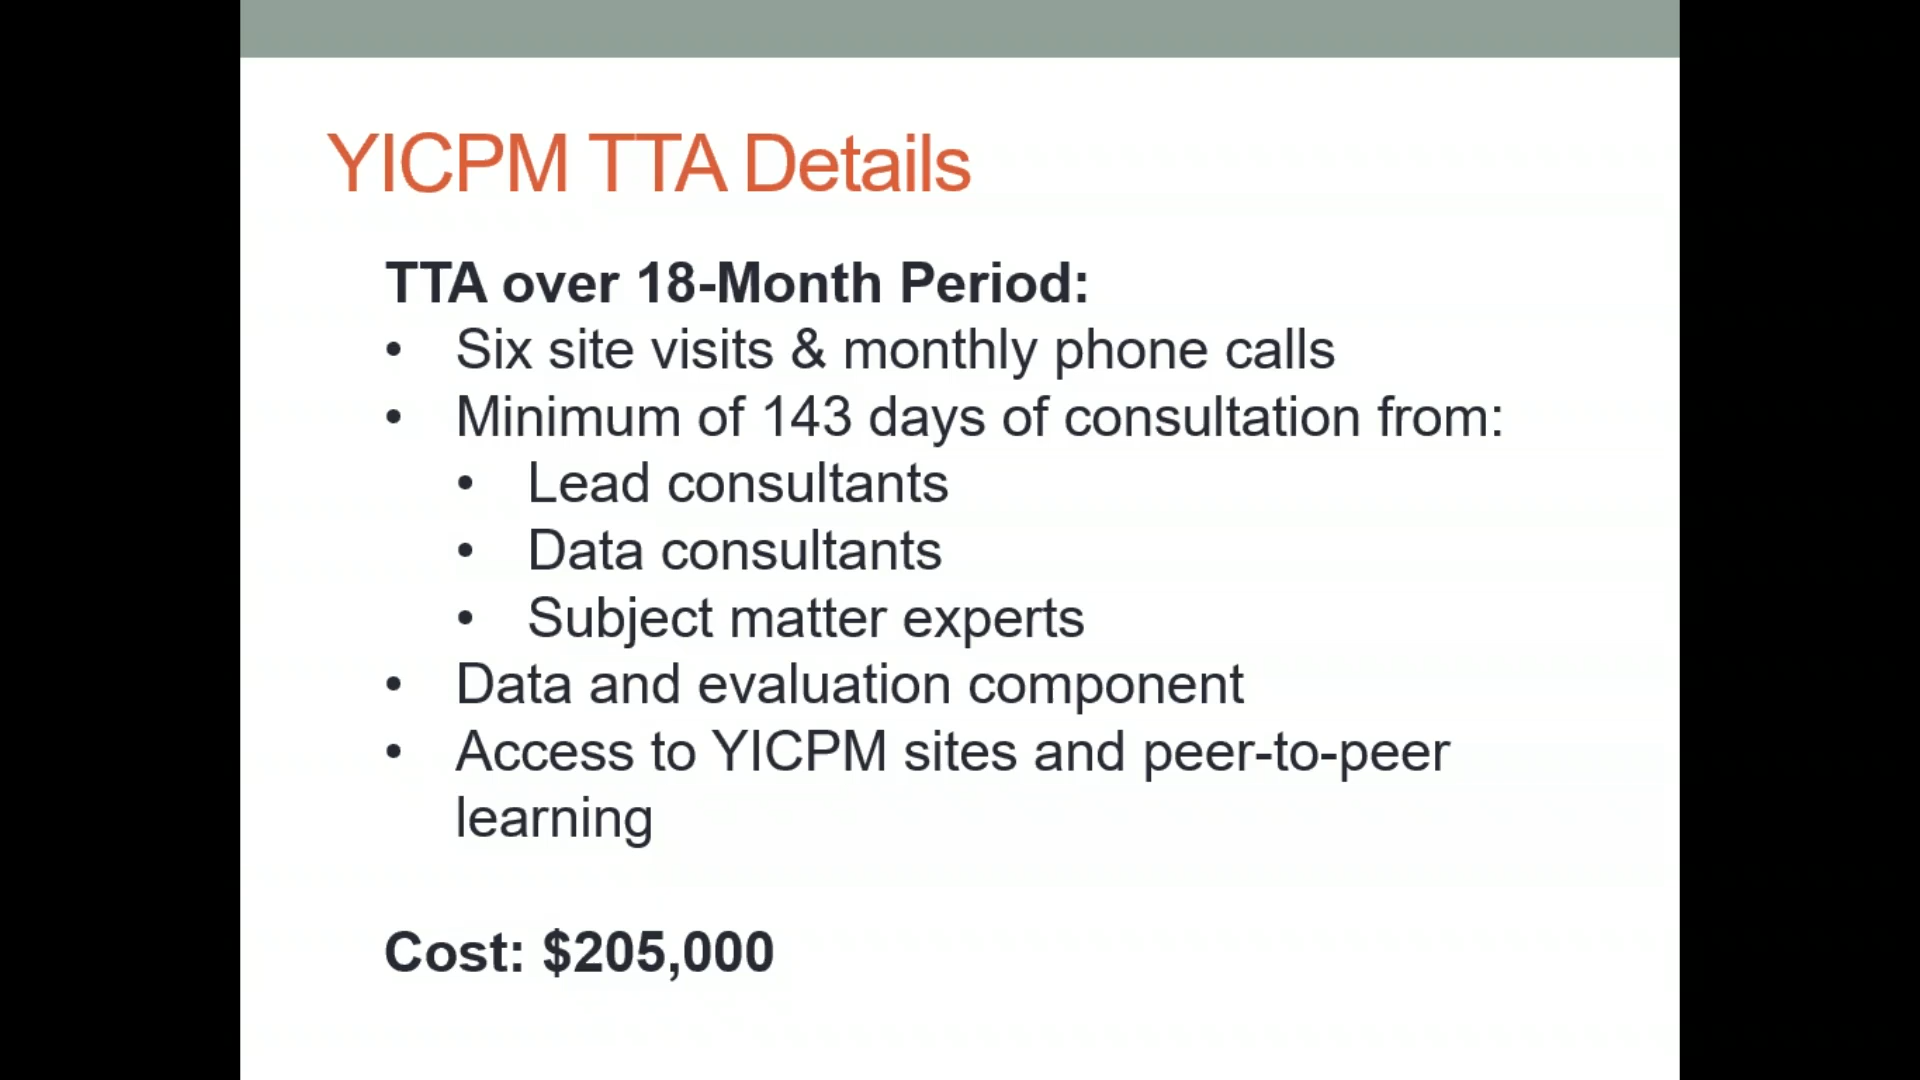 YICPM TTA Details
TTA over 18-Month Period:
• Six site visits & monthly phone calls
• Minimum of 143 days of consultation from:
• Lead consultants
• Data consultants
• Subject matter experts
• Data and evaluation component
• Access to YICPM sites and peer-to-peer
learning
Cost: $205,000